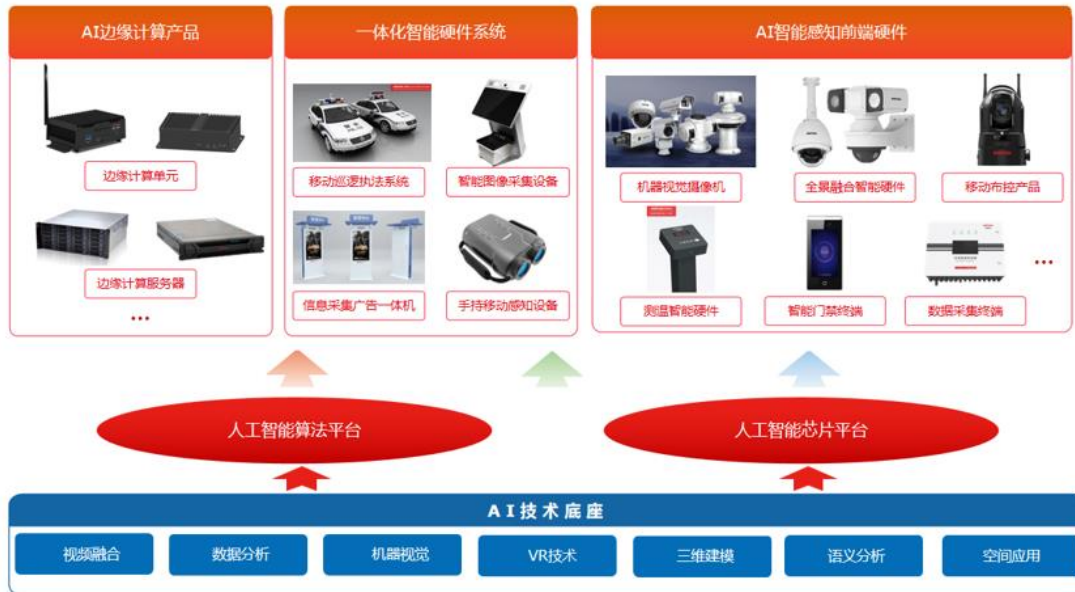 AI边缘计算产品
一体化智能硬件系统
AI智能感知前端硬件
边缘计算单元
移动巡逻执法系统
智能图像采集设备
机器视觉摄像机
全景融合智能硬件
移动布控产品
边缘计算服务器
信息采集广告一体机
手持移动感知设备
测温智能硬件
智能门禁终端
数据采集终端
...
...
人工智能算法平台
人工智能芯片平台
AI技术底座
视频融合
数据分析
机器视觉
VR技术
三维建模
语义分析
空间应用